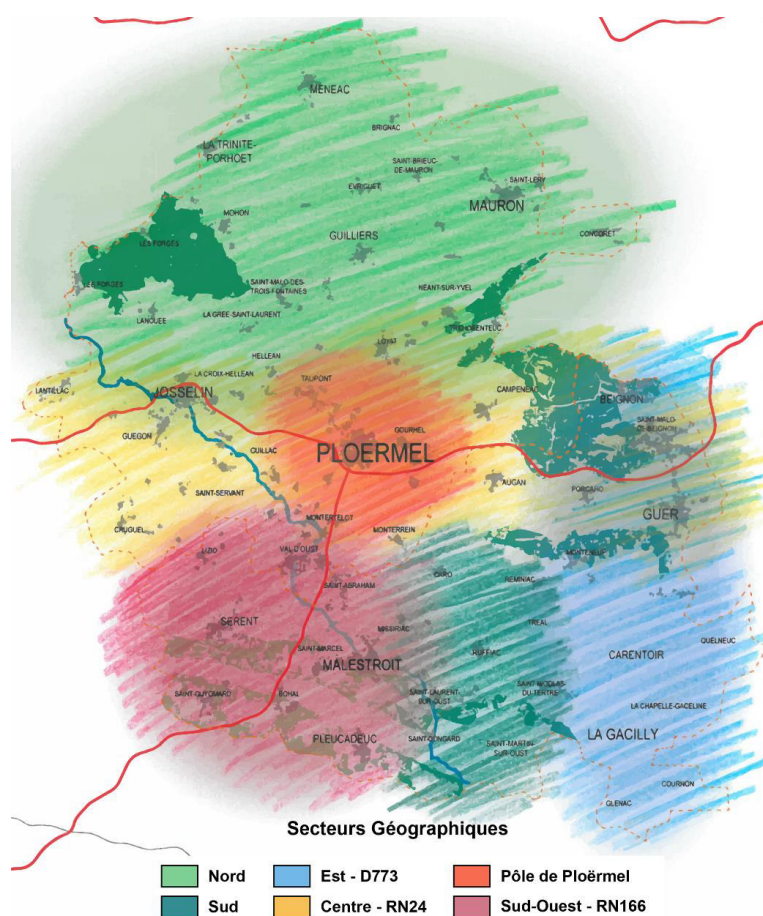 MENEAC
BRIGNAC
LA TRINITE-
PORHOET
SAINT-BRIEUC-
DE-MAURON
SAINT-LERY
EVRIGUET
MAURON
MOHON
GUILLIERS
CONCORET
LES FORGES
LES FORGES
SAINT-MALO-DES-
TROIS-FONTAINES
NEANT-SUR-YVEL
LANOUEE
LA GREE-SAINT-LAURENT
TREHORENTEUC
LOYAT
HELLEAN
LA CROIX-HELLEAN
TAUPONT
LANTILLAC
JOSSELIN
CAMPENEAC
BEIGNON
SAINT-MALO-
DE-BEIGNON
GUEGON
GOURHEL
GUILLAC
PLOERMEL
AUGAN
SAINT-SERVANT
PORCARO
MONTERTELOT
GUER
CRUGUEL
MONTERREIN
LIZIO
VAL D'OUST
MONTENEUF
CARO
REMINIAC
SAINT-ABRAHAM
SERENT
MISSIRIAC
TREAL
QUELNEUC
SAINT-MARCEL
RUFFIAC
CARENTOIR
MALESTROIT
SAINT-GUYOMARD
BOHAL
SAINT-LAURENT
SUR-OUST
SAINT-NICOLAS
DU-TERTRE
LA CHAPELLE-GACELINE
PLEUCADEUC
SAINT-CONGARD
SAINT-MARTIN-
SUR-OUST
LA GACILLY
COURNON
GLENAC
Secteurs Géographiques
Nord
Est - D773
Pôle de Ploërmel
Sud
Centre - RN24
Sud-Ouest - RN166